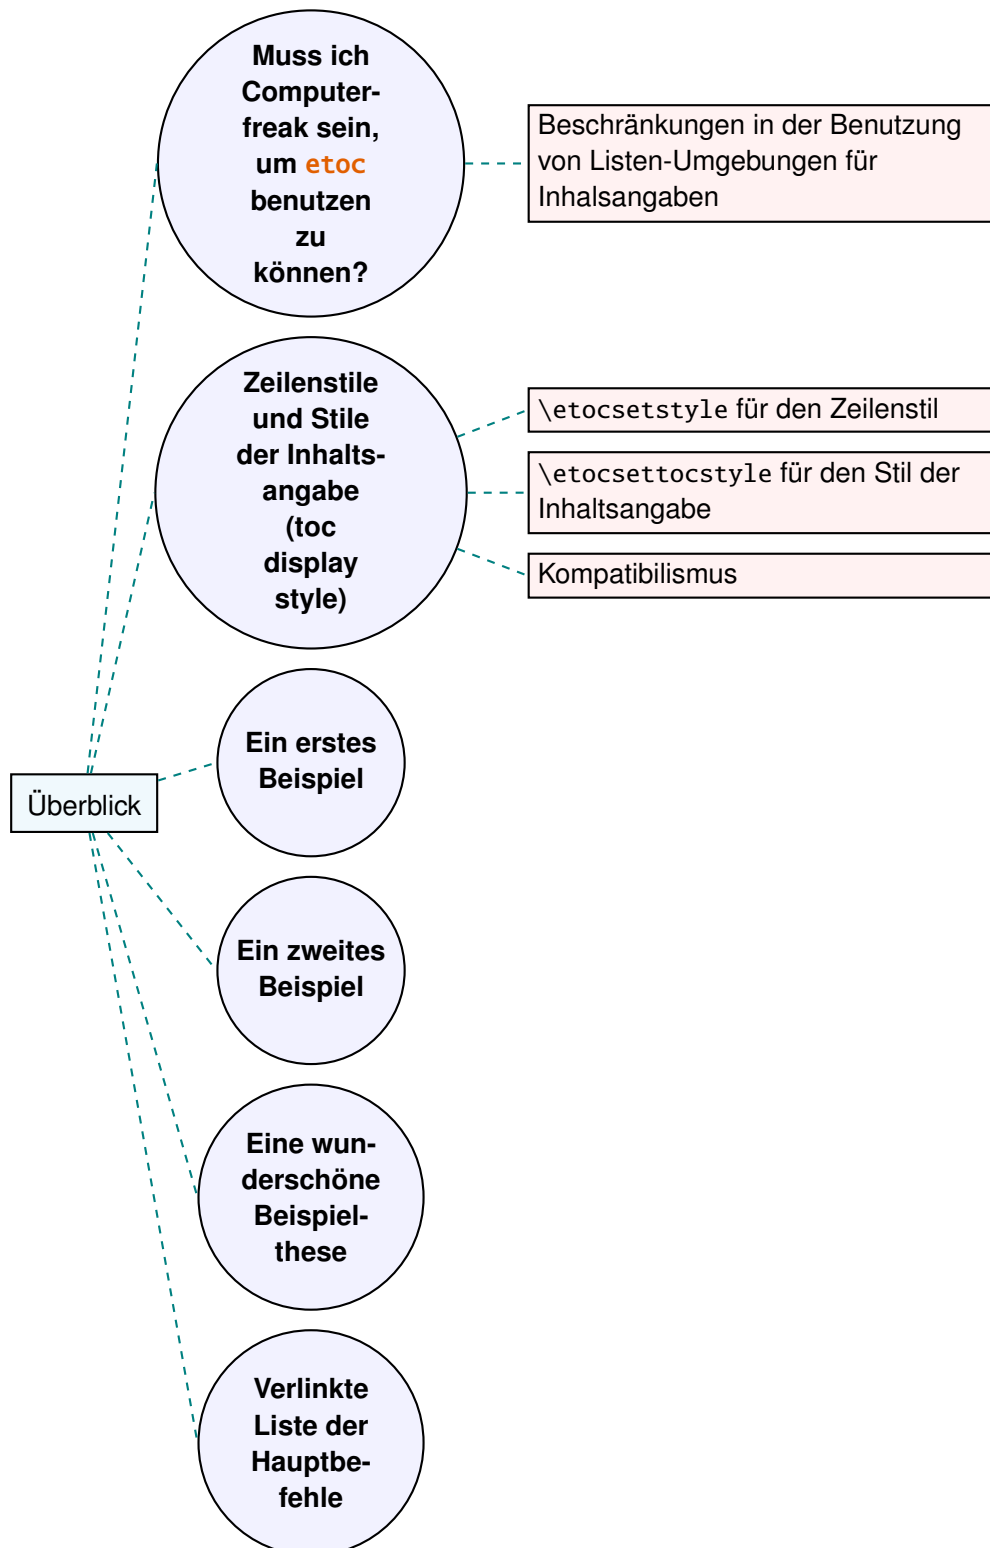 Muss ich
Computer-
freak sein,
um etoc
benutzen
zu
können?
Beschränkungen in der Benutzung
von Listen-Umgebungen für
Inhalsangaben
Zeilenstile
und Stile
der Inhalts-
angabe
(toc
display
style)
\etocsetstyle für den Zeilenstil
\etocsettocstyle für den Stil der
Inhaltsangabe
Kompatibilismus
Ein erstes
Beispiel
Überblick
Ein zweites
Beispiel
Eine wun-
derschöne
Beispiel-
these
Verlinkte
Liste der
Hauptbe-
fehle